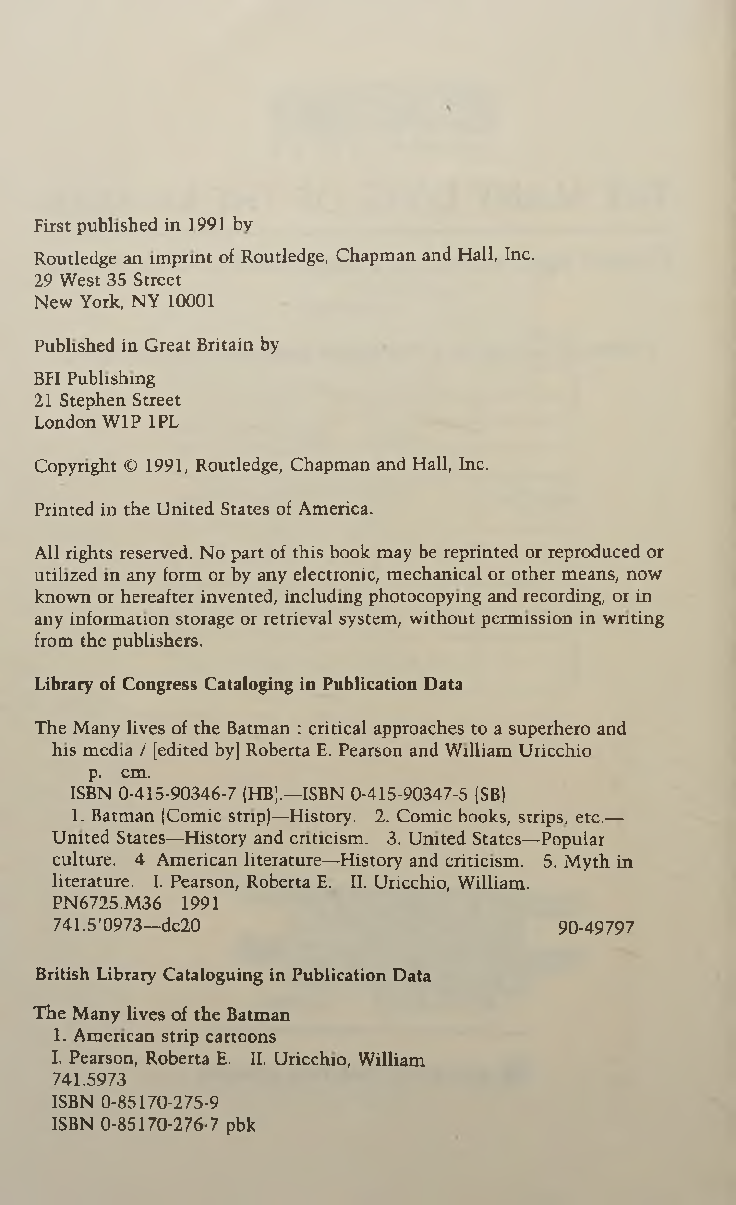 First published in 1991 by
Routledge an imprint of Routledge, Chapman and Hall, Inc.
29 West 35 Street
New York, NY 10001
Published in Great Britain by
BFI Publishing
21 Stephen Street
London W1P 1PL
Copyright © 1991, Routledge, Chapman and Hall, Inc.
Printed in the United States of America.
All rights reserved. No part of this book may be reprinted or reproduced or
utilized in any form or by any electronic, mechanical or other means, now
known or hereafter invented, including photocopying and recording, or in
any information storage or retrieval system, without permission in writing
from the publishers.
Library of Congress Cataloging in Publication Data
The Many lives of the Batman : critical approaches to a superhero and
his media / [edited by] Roberta E. Pearson and William Uricchio
p. cm.
ISBN 0-415-90346-7 (HB).—ISBN 0-415-90347-5 (SB)
1. Batman (Comic strip)—History. 2. Comic books, strips, etc.—
United States—History and criticism. 3. United States—Popular
culture. 4 American literature—History and criticism. 5. Myth in
literature. I. Pearson, Roberta E. II. Uricchio, William.
PN6725.M36 1991
741.5'0973—dc20 90-49797
British Library Cataloguing in Publication Data
The Many lives of the Batman
1. American strip cartoons
I. Pearson, Roberta E. II. Uricchio, William
741.5973
ISBN 0-85170-275-9
ISBN 0-85170-276-7 pbk